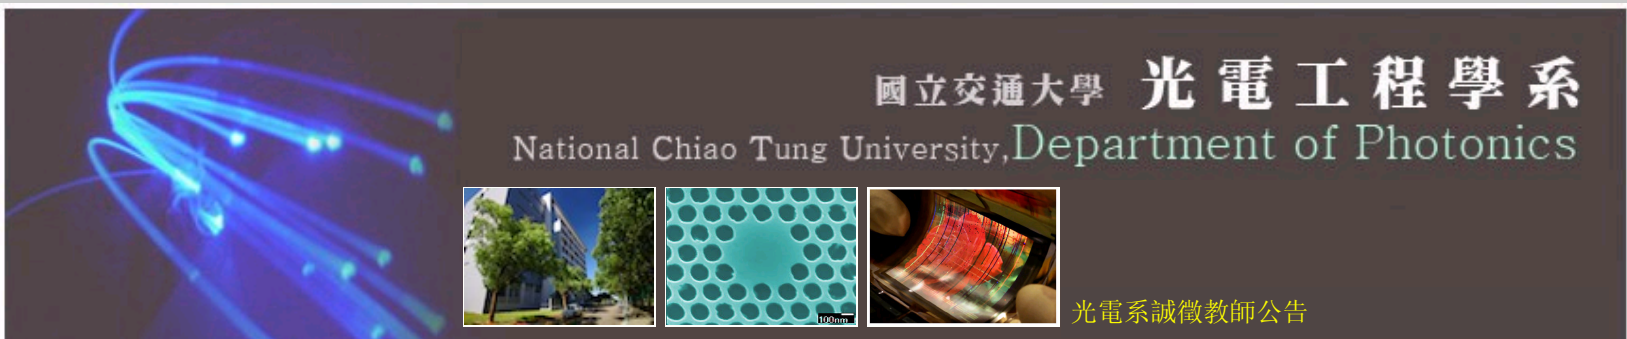 國立交通大學 光電工程學系
National Chiao Tung University,Department of Photonics
100nm
光電系誠徵教師公告